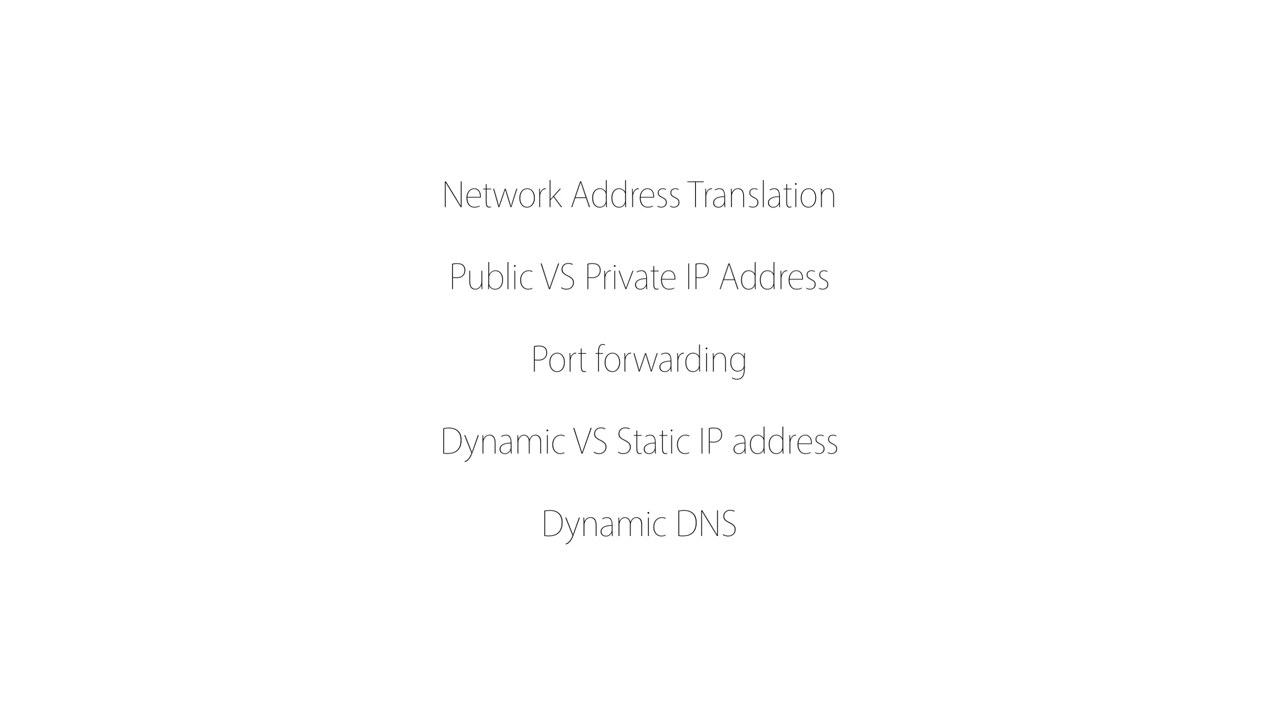 Network Address Translation
Public VS Private IP Address
Port forwarding
Dynamic VS Static IP address
Dynamic DNS